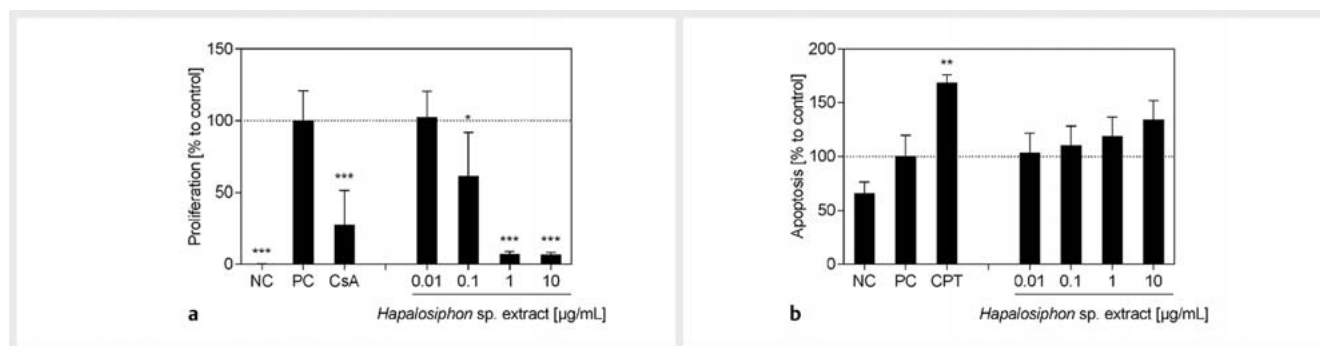 150
100
50
0
Proliferation [% to control]
***
***
*
***
***
NC PC CsA 0.01 0.1 1 10
a
Hapalosiphon sp. extract [µg/mL]
200
150
100
50
0
Apoptosis [% to control]
**
NC PC CPT 0.01 0.1 1 10
b
Hapalosiphon sp. extract [µg/mL]